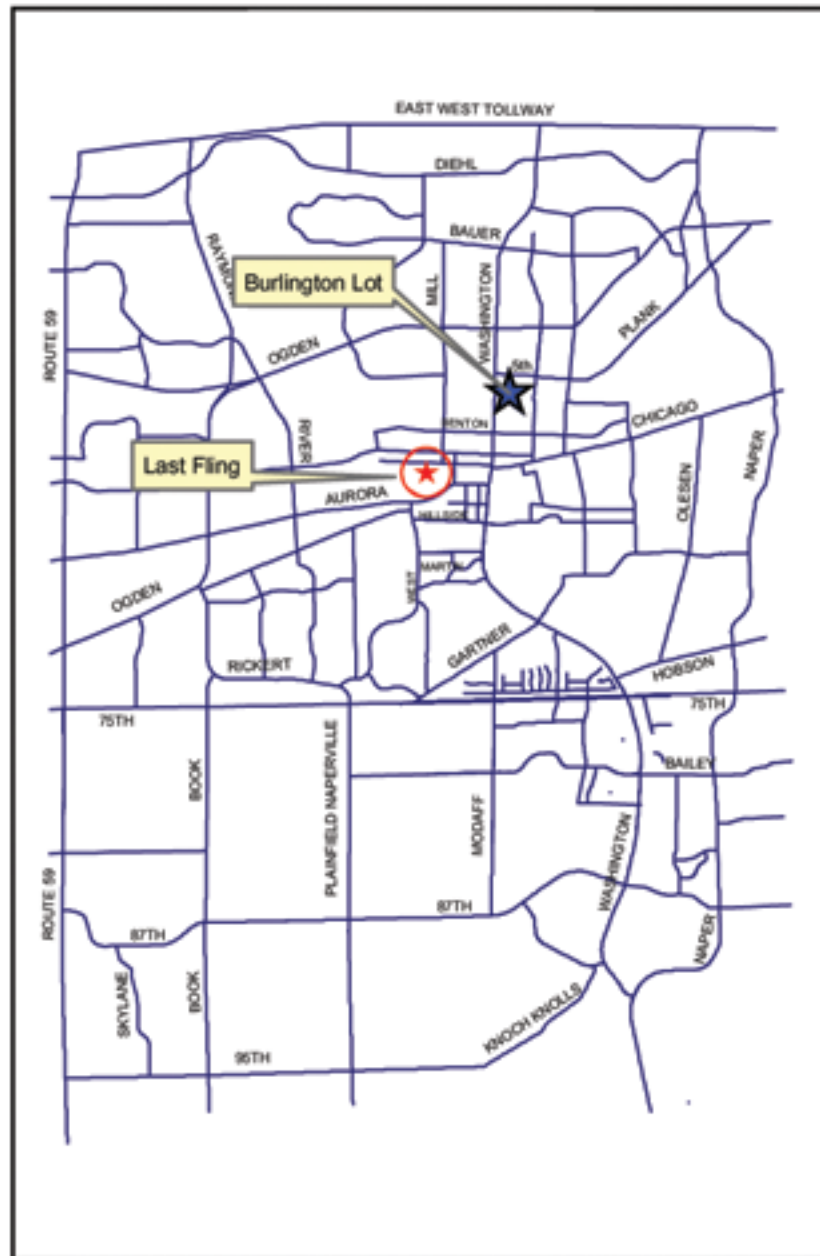 EAST WEST TOLLWAY
DIEHL
BAUER
RAYMON
Burlington Lot
MILL
WASHINGTON
PLANK
ROUTE 59
OGDEN
5th
CHICAGO
BENTON
RIVER
Last Fling
NAPER
OLESEN
AURORA
HILLSIDE
MARTIN
WEST
OGDEN
GARTNER
RICKERT
HOBSON
75TH
75TH
BOOK
PLAINFIELD NAPERVILLE
MODAFF
BAILEY
WASHINGTON
ROUTE 59
87TH
87TH
NAPER
SKYLANE
BOOK
KNOCH KNOLLS
95TH